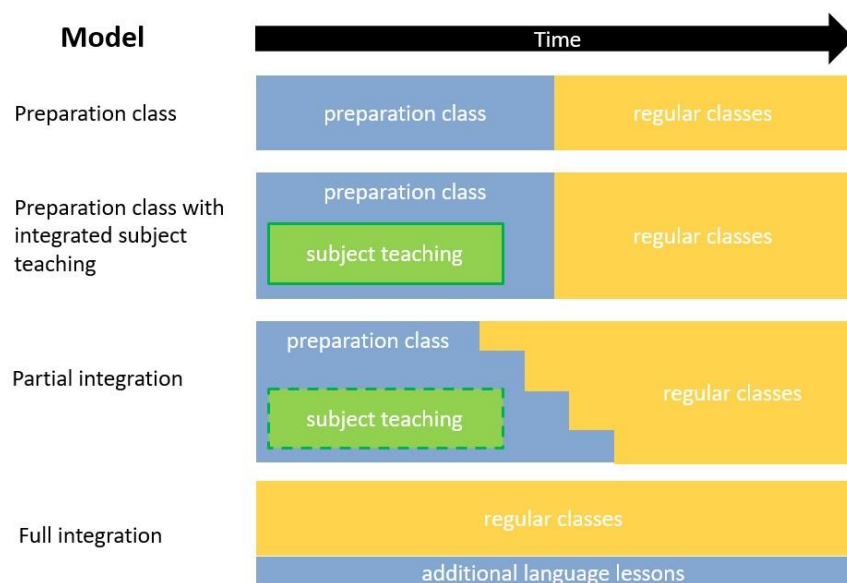 Model
Time
Preparation class
preparation class
regular classes
Preparation class with
integrated subject
teaching
preparation class
subject teaching
regular classes
Partial integration
preparation class
subject teaching
regular classes
Full integration
regular classes
additional language lessons